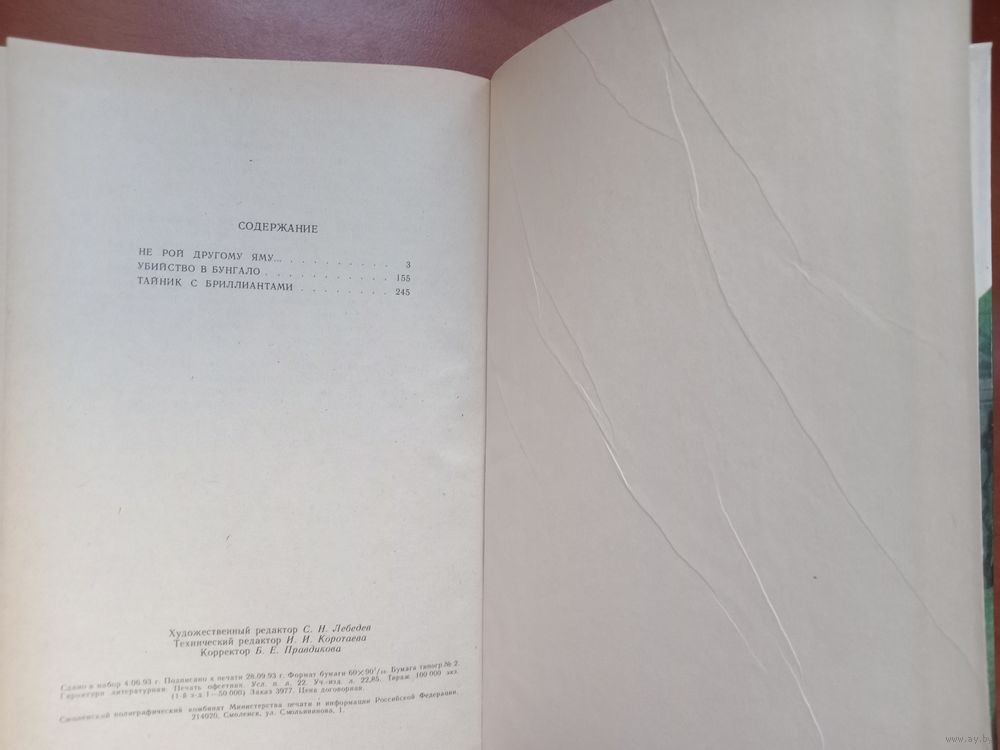 СОДЕРЖАНИЕ
НЕ РОЙ ДРУГОМУ ЯМУ... . . . . . . . . . 3
УБИЙСТВО В БУНГАЛО . . . . . . . . . . 155
ТАЙНИК С БРИЛЛИАНТАМИ . . . . . . . . 245
Художественный редактор С. Н. Лебедев
Технический редактор И. И. Коротаева
Корректор Б. Е. Правдикова
Сдано в набор 4.06.93 г. Подписано к печати 28.09.93 г. Формат бумаги 60×90¹/₁₆. Бумага типогр. № 2.
Гарнитура литературная. Печать офсетная. Усл. п. л. 22. Уч.-изд. л. 22,85. Тираж 100 000 экз.
(1-й з-д 1—50 000) Заказ 3977. Цена договорная.
Смоленский полиграфический комбинат Министерства печати и информации Российской Федерации.
214020, Смоленск, ул. Смольянинова, 1.
www.ay.by